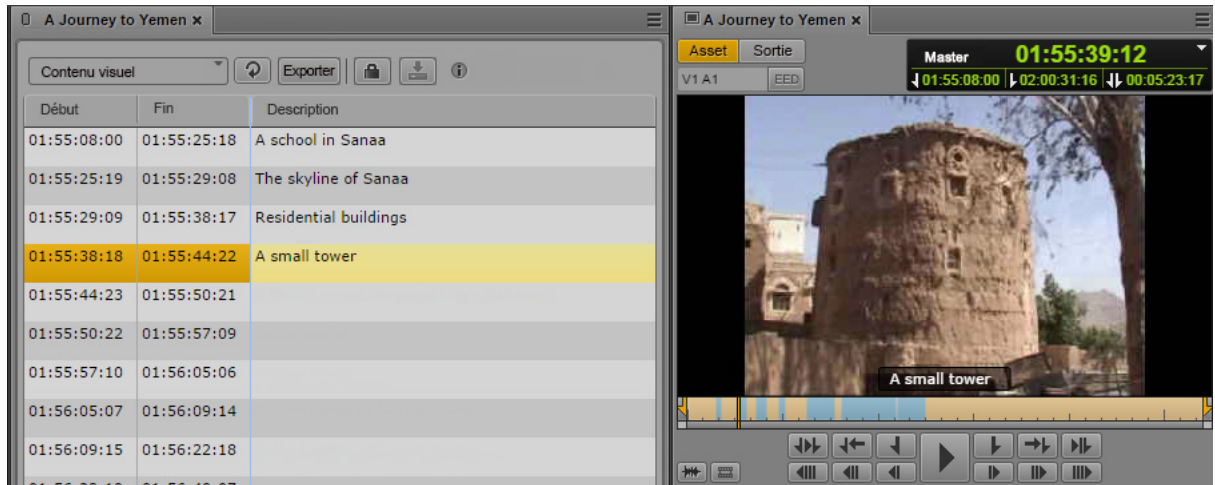 A Journey to Yemen ×
Contenu visuel
Exporter
Début Fin Description
01:55:08:00 01:55:25:18 A school in Sanaa
01:55:25:19 01:55:29:08 The skyline of Sanaa
01:55:29:09 01:55:38:17 Residential buildings
01:55:38:18 01:55:44:22 A small tower
01:55:44:23 01:55:50:21
01:55:50:22 01:55:57:09
01:55:57:10 01:56:05:06
01:56:05:07 01:56:09:14
01:56:09:15 01:56:22:18
A Journey to Yemen ×
Asset Sortie
Master 01:55:39:12
V1 A1 EED
01:55:08:00 02:00:31:16 00:05:23:17
A small tower